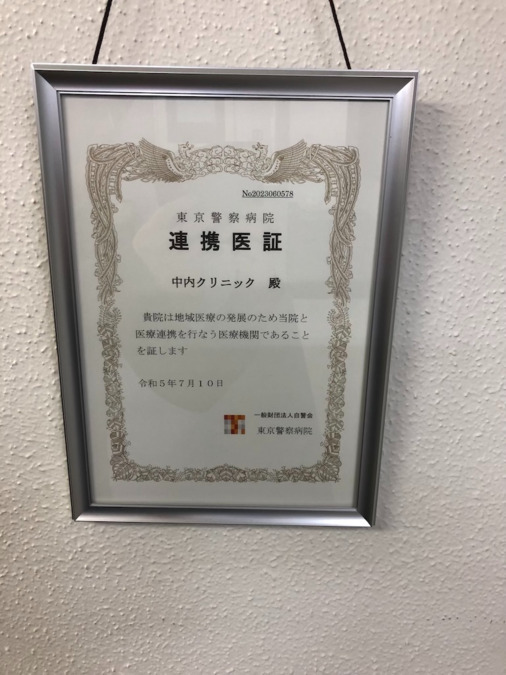 No2023060578
東京警察病院
連携医証
中内クリニック 殿
貴院は地域医療の発展のため当院と
医療連携を行なう医療機関であること
を証します
令和5年7月10日
一般財団法人自警会
東京警察病院